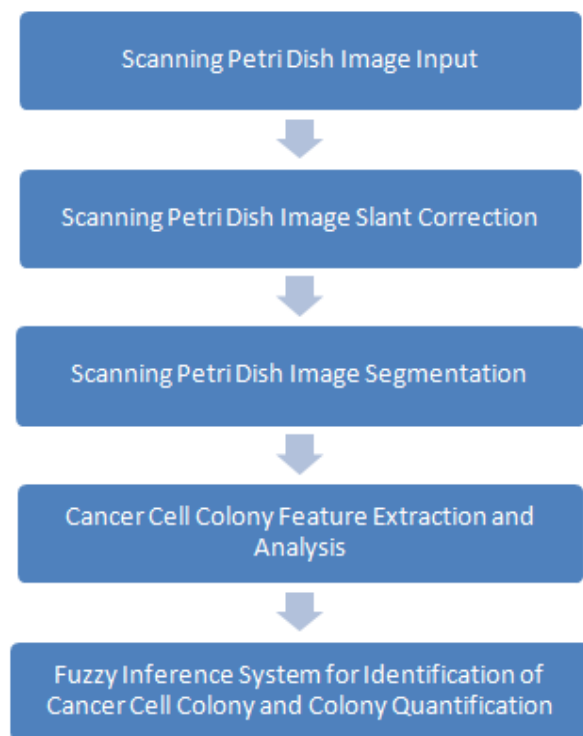 Scanning Petri Dish Image Input
Scanning Petri Dish Image Slant Correction
Scanning Petri Dish Image Segmentation
Cancer Cell Colony Feature Extraction and
Analysis
Fuzzy Inference System for Identification of
Cancer Cell Colony and Colony Quantification